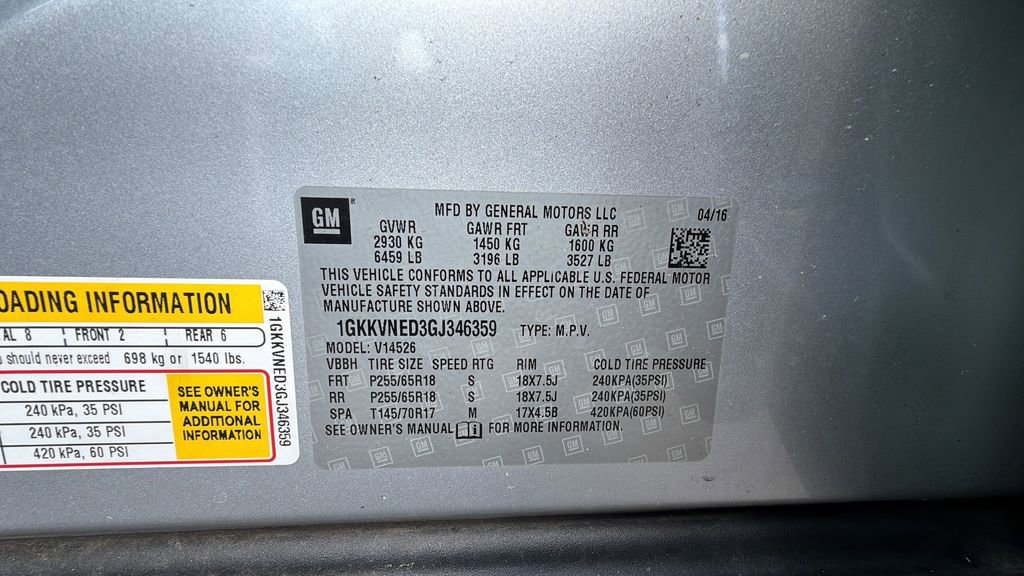 GM
MFD BY GENERAL MOTORS LLC 04/16
GVWR GAWR FRT GAWR RR
2930 KG 1450 KG 1600 KG
6459 LB 3196 LB 3527 LB
THIS VEHICLE CONFORMS TO ALL APPLICABLE U.S. FEDERAL MOTOR
VEHICLE SAFETY STANDARDS IN EFFECT ON THE DATE OF
MANUFACTURE SHOWN ABOVE.
1GKKVNED3GJ346359 TYPE: M.P.V.
MODEL: V14526
VBBH TIRE SIZE SPEED RTG RIM COLD TIRE PRESSURE
FRT P255/65R18 S 18X7.5J 240KPA(35PSI)
RR P255/65R18 S 18X7.5J 240KPA(35PSI)
SPA T145/70R17 M 17X4.5B 420KPA(60PSI)
SEE OWNER'S MANUAL FOR MORE INFORMATION.
OADING INFORMATION
TAL 8 FRONT 2 REAR 6
should never exceed 698 kg or 1540 lbs.
COLD TIRE PRESSURE
240 kPa, 35 PSI
240 kPa, 35 PSI
420 kPa, 60 PSI
SEE OWNER'S
MANUAL FOR
ADDITIONAL
INFORMATION
1GKKVNED3GJ346359